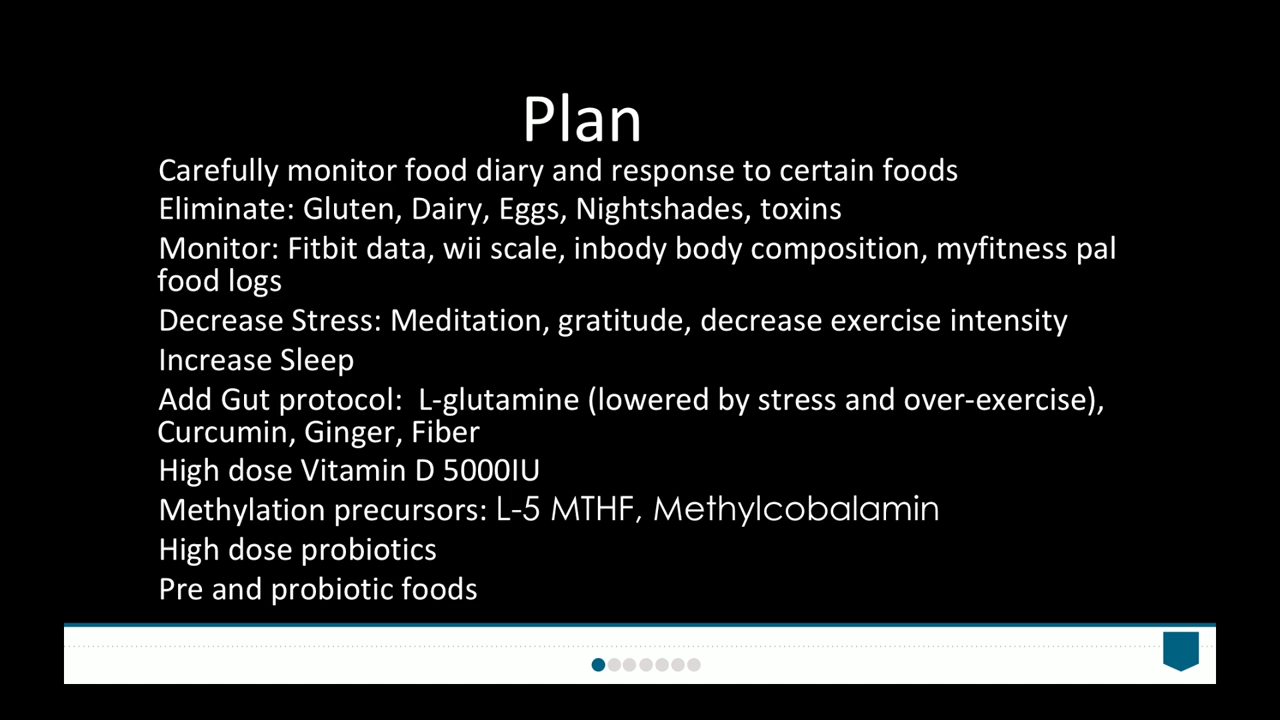 Plan
Carefully monitor food diary and response to certain foods
Eliminate: Gluten, Dairy, Eggs, Nightshades, toxins
Monitor: Fitbit data, wii scale, inbody body composition, myfitness pal
food logs
Decrease Stress: Meditation, gratitude, decrease exercise intensity
Increase Sleep
Add Gut protocol:  L-glutamine (lowered by stress and over-exercise),
Curcumin, Ginger, Fiber
High dose Vitamin D 5000IU
Methylation precursors: L-5 MTHF, Methylcobalamin
High dose probiotics
Pre and probiotic foods